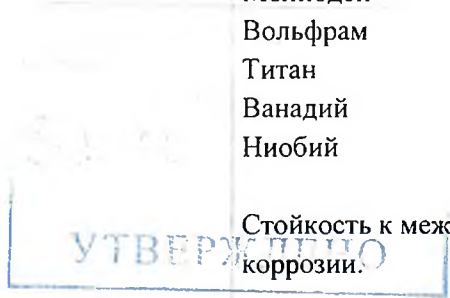 Вольфрам
Титан
Ванадий
Ниобий
Стойкость к меж
УТВЕРЖДЕНО
коррозии.